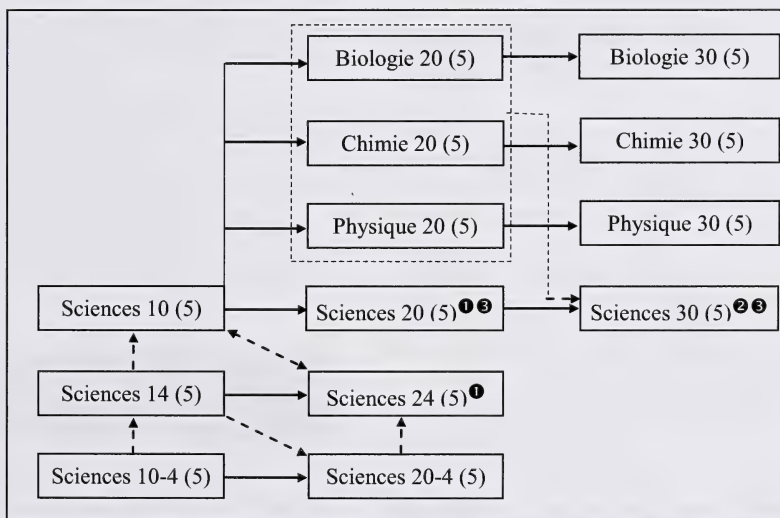 Biologie 20 (5) Biologie 30 (5)
Chimie 20 (5) Chimie 30 (5)
Physique 20 (5) Physique 30 (5)
Sciences 10 (5) Sciences 20 (5)❶❸ Sciences 30 (5)❷❸
Sciences 14 (5) Sciences 24 (5)❶
Sciences 10-4 (5) Sciences 20-4 (5)